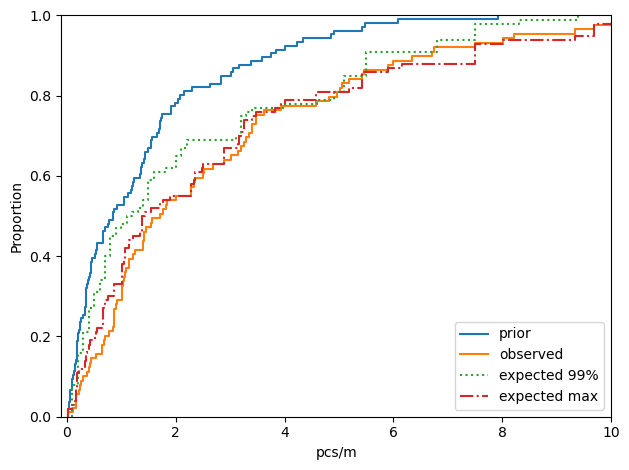 1.0
0.8
0.6
0.4
0.2
0.0
Proportion
0
2
4
6
8
10
pcs/m
prior
observed
expected 99%
expected max